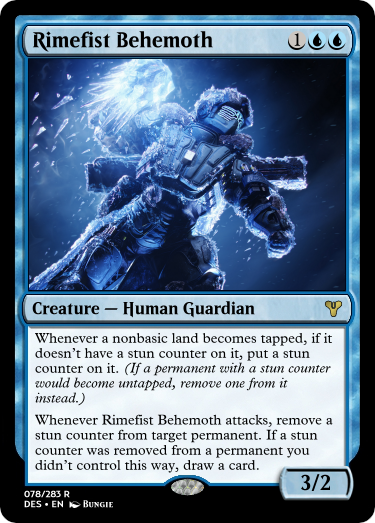 Rimefist Behemoth
1
Creature — Human Guardian
Whenever a nonbasic land becomes tapped, if it
doesn't have a stun counter on it, put a stun
counter on it. (If a permanent with a stun counter
would become untapped, remove one from it
instead.)
Whenever Rimefist Behemoth attacks, remove a
stun counter from target permanent. If a stun
counter was removed from a permanent you
didn't control this way, draw a card.
3/2
078/283 R
DES • EN Bungie